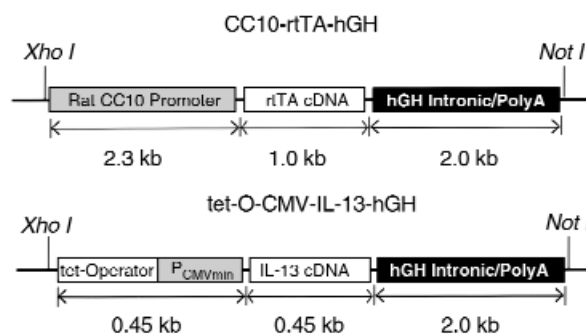 CC10-rtTA-hGH
Xho I Not I
Rat CC10 Promoter rtTA cDNA hGH Intronic/PolyA
2.3 kb 1.0 kb 2.0 kb
tet-O-CMV-IL-13-hGH
Xho I Not I
tet-Operator PCMVmin IL-13 cDNA hGH Intronic/PolyA
0.45 kb 0.45 kb 2.0 kb